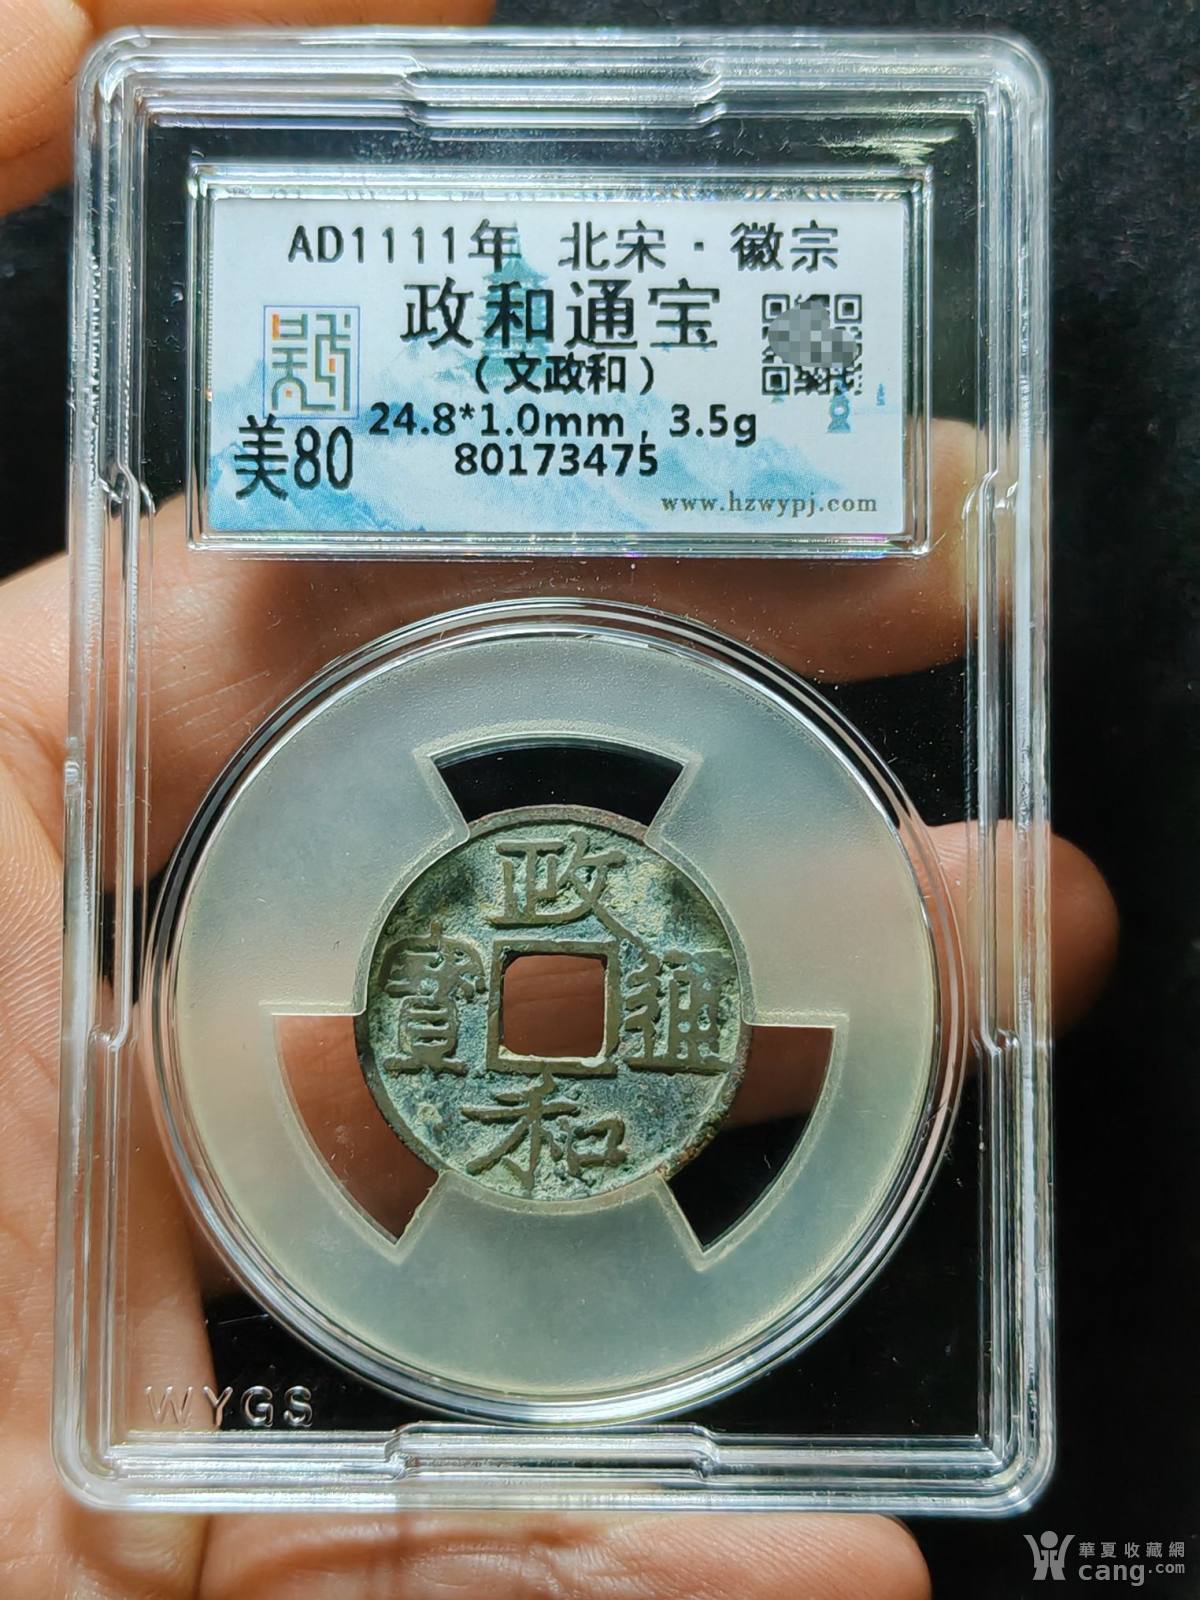 AD1111年 北宋·徽宗
政和通宝
（文政和）
24.8*1.0mm, 3.5g
美80
80173475
www.hzwypj.com
政
寶 通
和
WYGS
華夏收藏網
cang.com